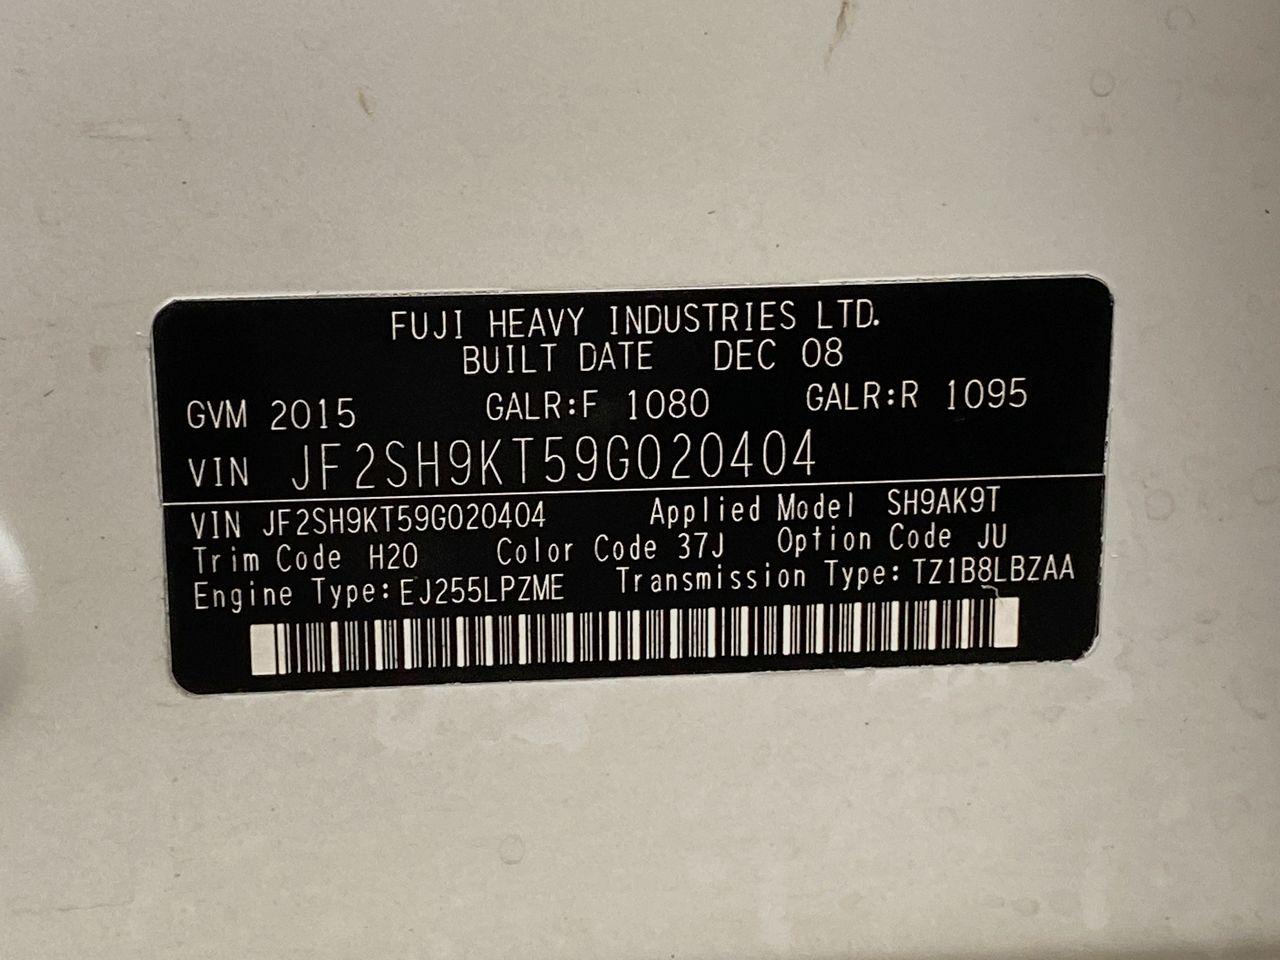 FUJI HEAVY INDUSTRIES LTD.
BUILT DATE DEC 08
GVM 2015 GALR:F 1080 GALR:R 1095
VIN JF2SH9KT59G020404
VIN JF2SH9KT59G020404 Applied Model SH9AK9T
Trim Code H20 Color Code 37J Option Code JU
Engine Type:EJ255LPZME Transmission Type:TZ1B8LBZAA